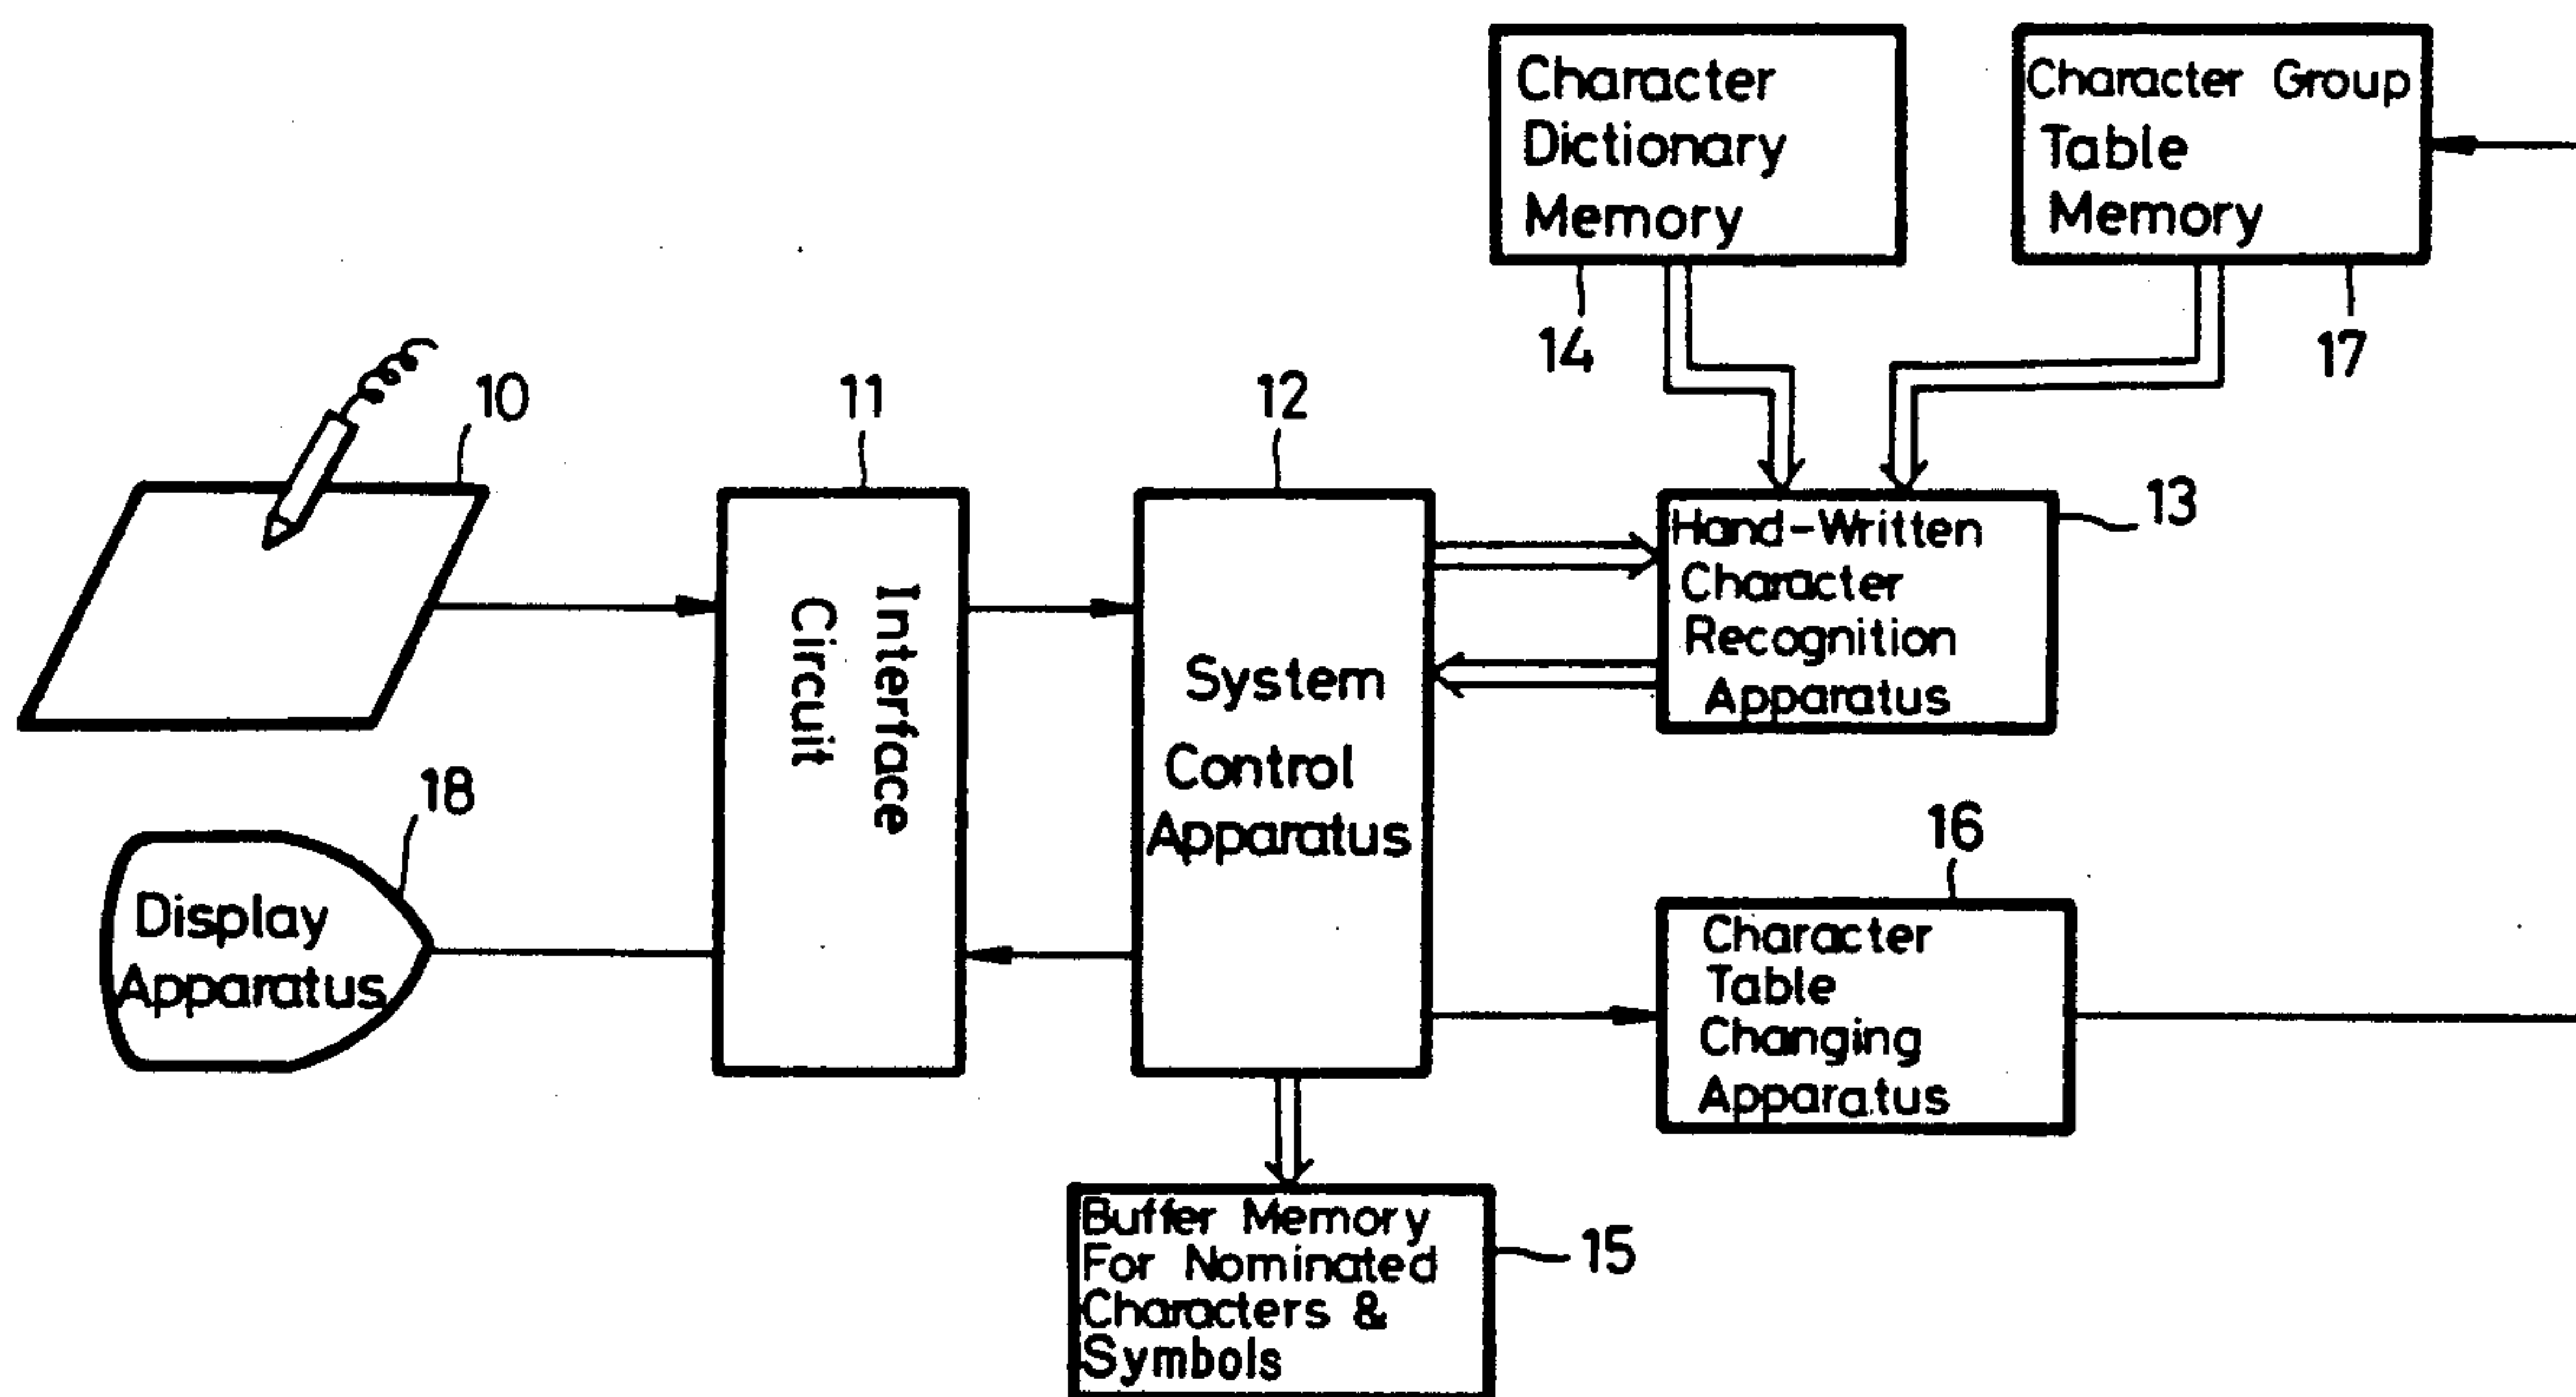 Character
Dictionary
Memory
14
Character Group
Table
Memory
17
10
11
Interface
Circuit
12
System
Control
Apparatus
Hand-Written
Character
Recognition
Apparatus
13
18
Display
Apparatus
16
Character
Table
Changing
Apparatus
Buffer Memory
For Nominated
Characters &
Symbols
15